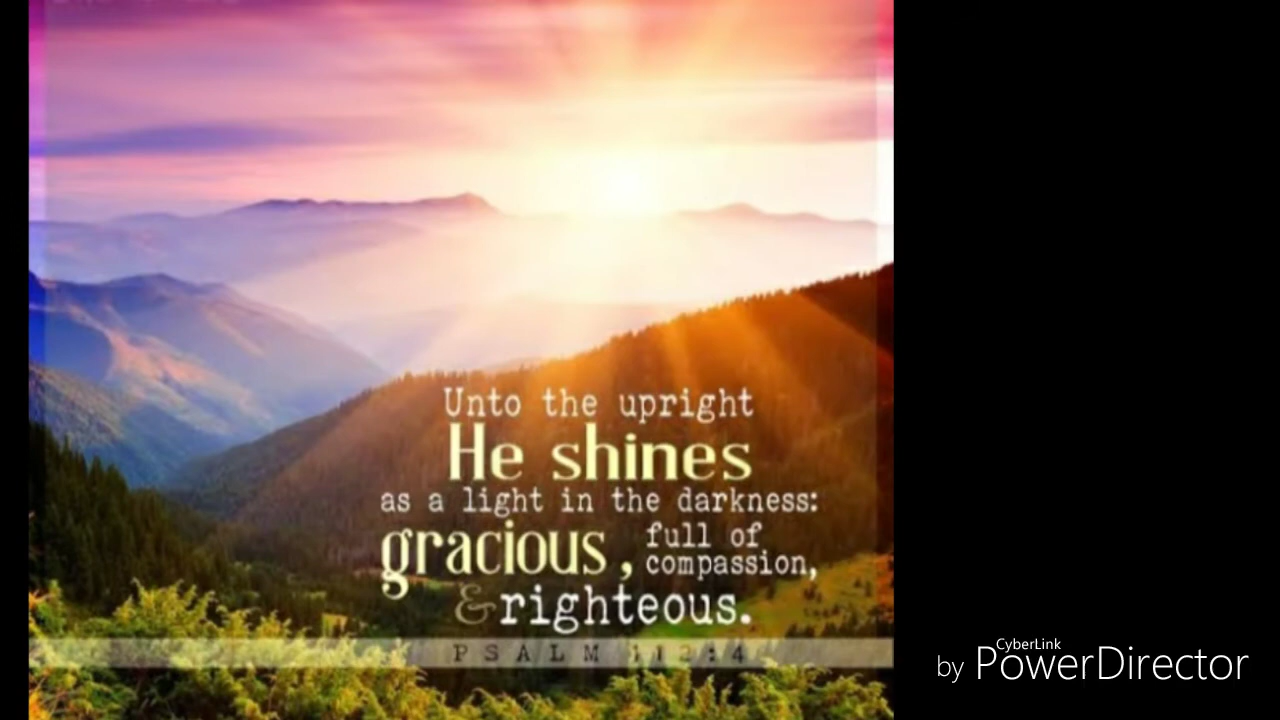 Unto the upright
He shines
as a light in the darkness:
gracious, full of
compassion,
& righteous.
PSALM 112:4
by CyberLink
PowerDirector